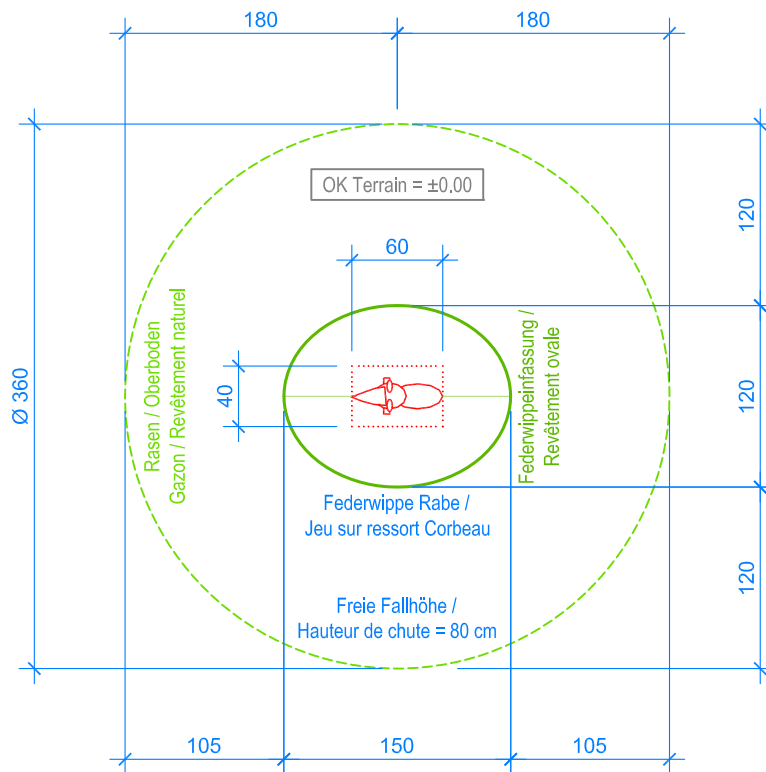 180
180
OK Terrain = ±0.00
60
120
Rasen / Oberboden
Gazon / Revêtement naturel
Federwippeinfassung /
Revêtement ovale
Ø 360
40
120
Federwippe Rabe /
Jeu sur ressort Corbeau
120
Freie Fallhöhe /
Hauteur de chute = 80 cm
105
150
105